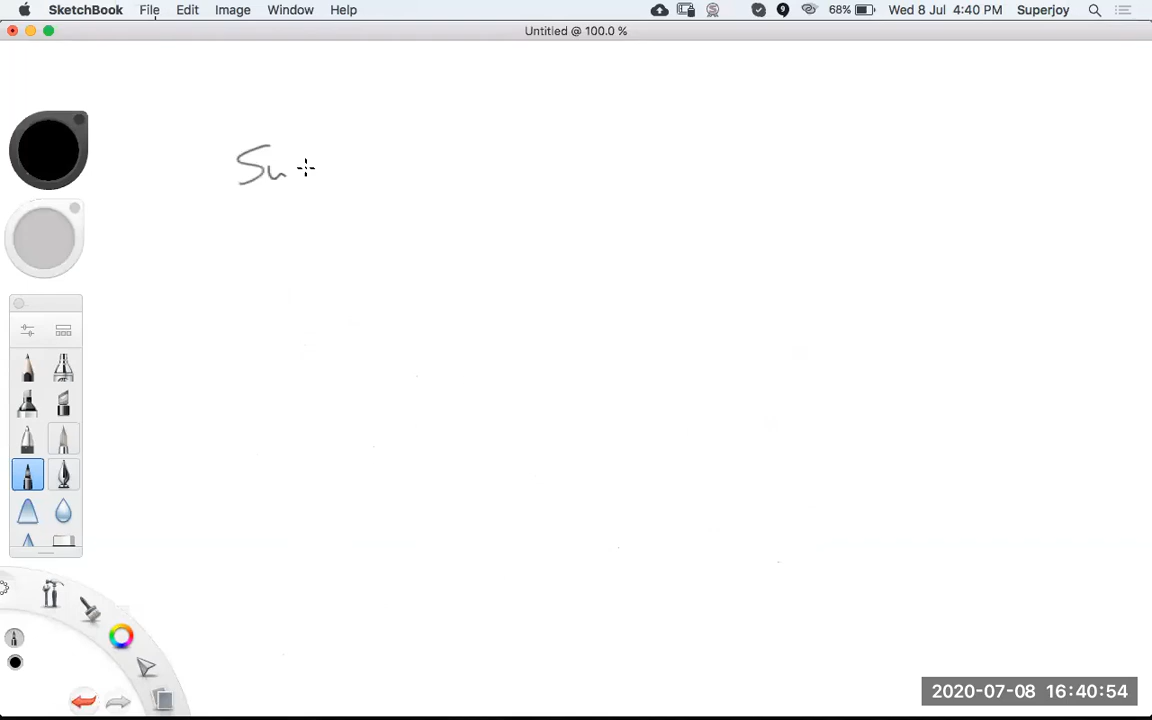 SketchBook File Edit Image Window Help 68% Wed 8 Jul 4:40 PM Superjoy
Untitled @ 100.0 %
Su
2020-07-08 16:40:54